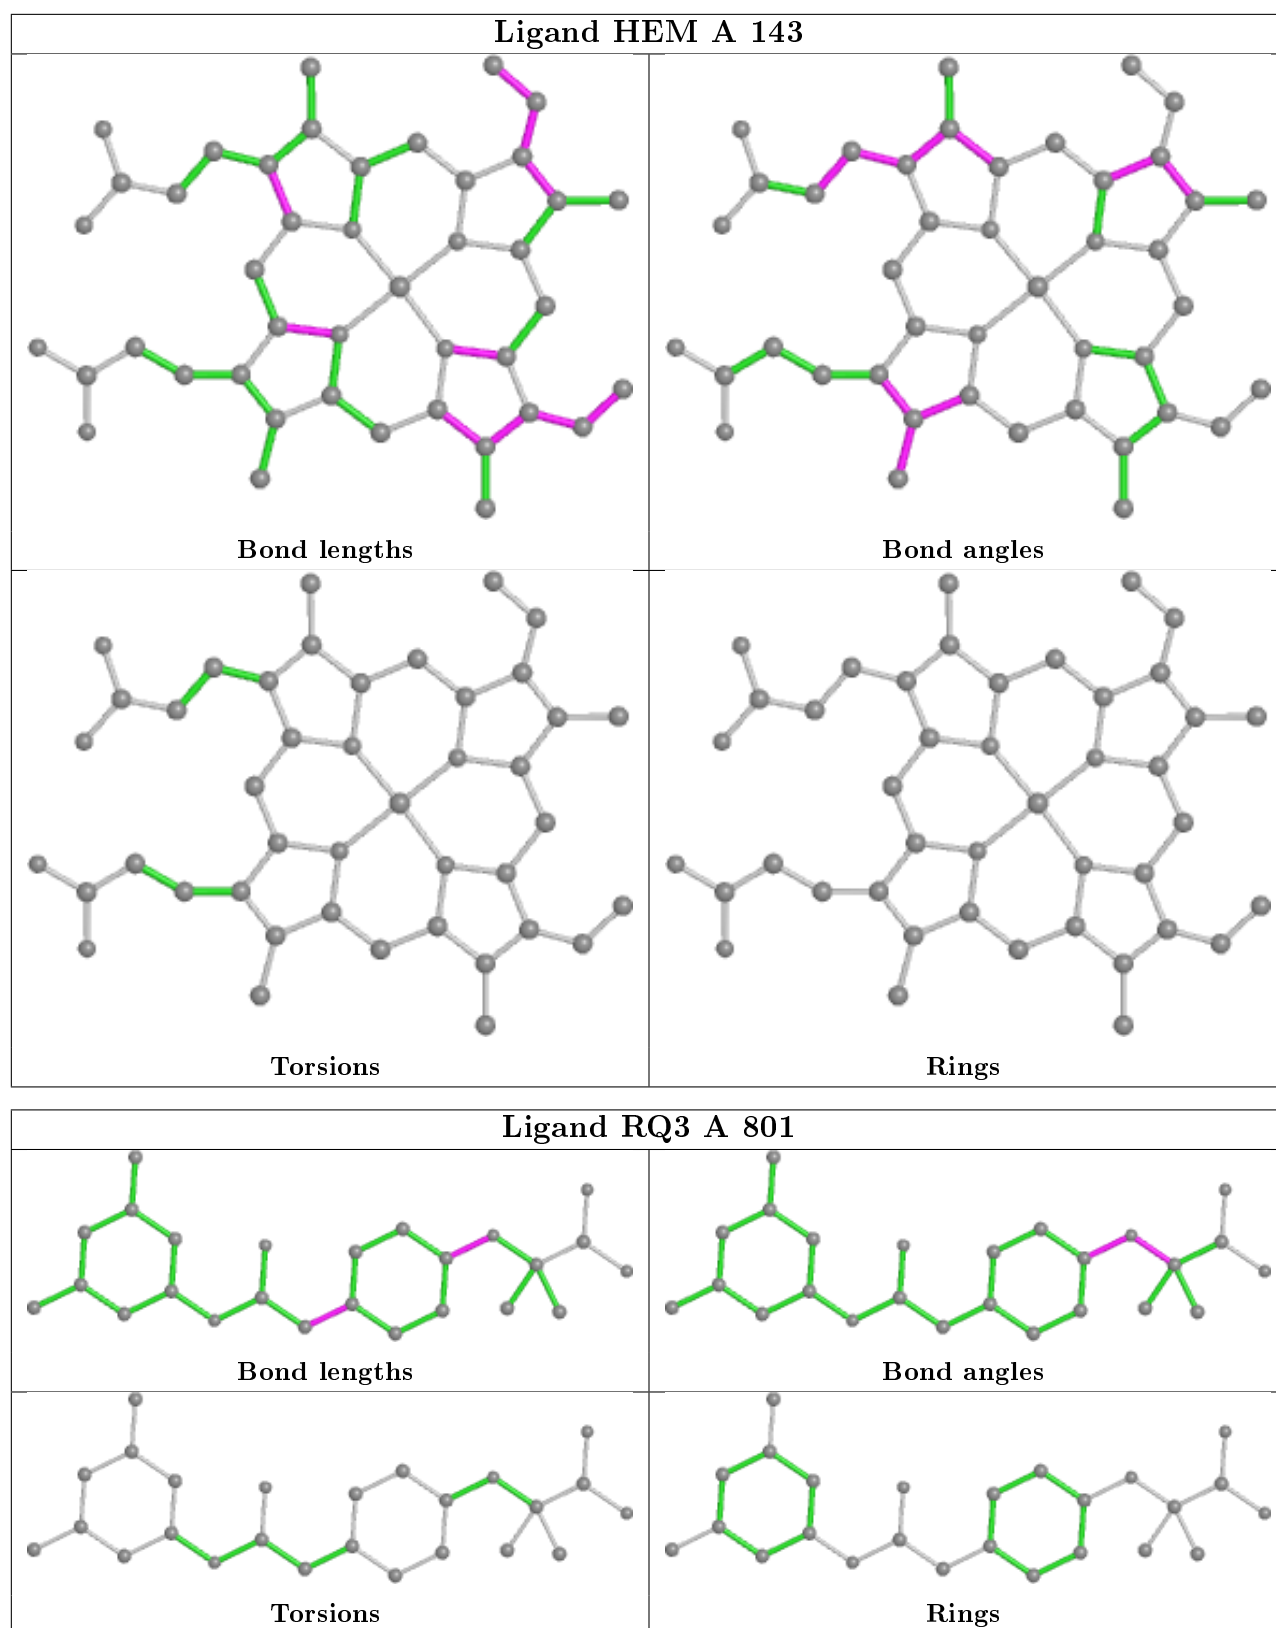 Ligand HEM A 143
Bond lengths
Bond angles
Torsions
Rings
Ligand RQ3 A 801
Bond lengths
Bond angles
Torsions
Rings